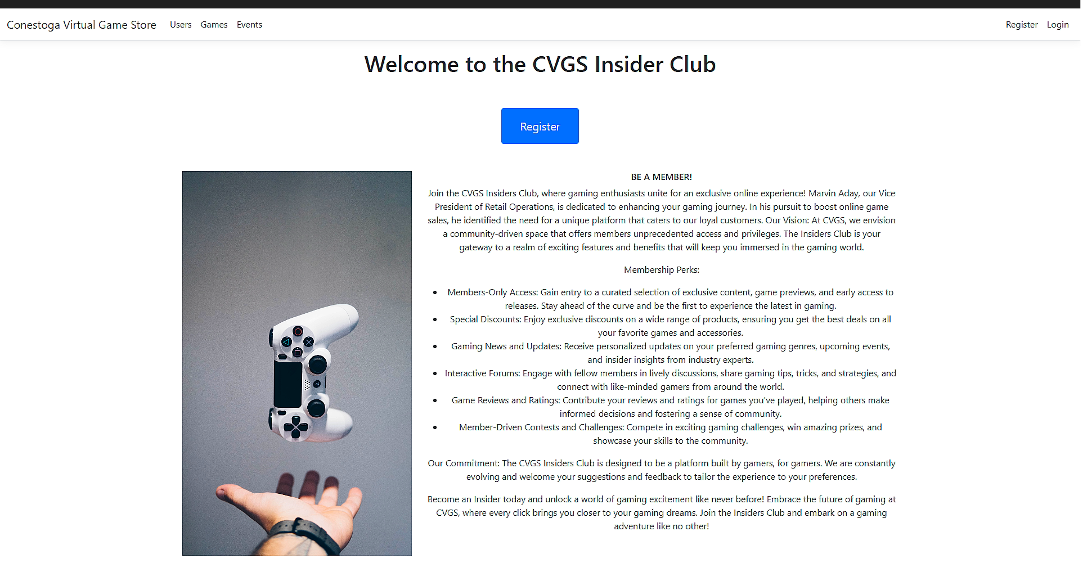 Conestoga Virtual Game Store Users Games Events Register Login
Welcome to the CVGS Insider Club
Register
BE A MEMBER!
Join the CVGS Insiders Club, where gaming enthusiasts unite for an exclusive online experience! Marvin Aday, our Vice
President of Retail Operations, is dedicated to enhancing your gaming journey. In his pursuit to boost online game
sales, he identified the need for a unique platform that caters to our loyal customers. Our Vision: At CVGS, we envision
a community-driven space that offers members unprecedented access and privileges. The Insiders Club is your
gateway to a realm of exciting features and benefits that will keep you immersed in the gaming world.
Membership Perks:
• Members-Only Access: Gain entry to a curated selection of exclusive content, game previews, and early access to
releases. Stay ahead of the curve and be the first to experience the latest in gaming.
• Special Discounts: Enjoy exclusive discounts on a wide range of products, ensuring you get the best deals on all
your favorite games and accessories.
• Gaming News and Updates: Receive personalized updates on your preferred gaming genres, upcoming events,
and insider insights from industry experts.
• Interactive Forums: Engage with fellow members in lively discussions, share gaming tips, tricks, and strategies, and
connect with like-minded gamers from around the world.
• Game Reviews and Ratings: Contribute your reviews and ratings for games you've played, helping others make
informed decisions and fostering a sense of community.
• Member-Driven Contests and Challenges: Compete in exciting gaming challenges, win amazing prizes, and
showcase your skills to the community.
Our Commitment: The CVGS Insiders Club is designed to be a platform built by gamers, for gamers. We are constantly
evolving and welcome your suggestions and feedback to tailor the experience to your preferences.
Become an Insider today and unlock a world of gaming excitement like never before! Embrace the future of gaming at
CVGS, where every click brings you closer to your gaming dreams. Join the Insiders Club and embark on a gaming
adventure like no other!